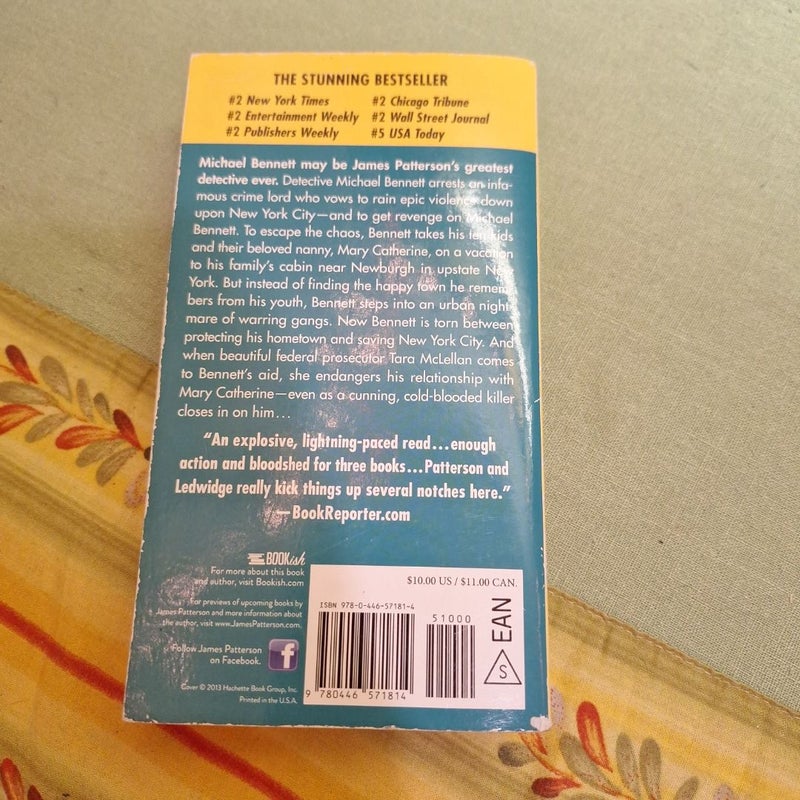 THE STUNNING BESTSELLER
#2 New York Times #2 Chicago Tribune
#2 Entertainment Weekly #2 Wall Street Journal
#2 Publishers Weekly #5 USA Today
Michael Bennett may be James Patterson's greatest
detective ever. Detective Michael Bennett arrests an infa-
mous crime lord who vows to rain epic violence down
upon New York City—and to get revenge on Michael
Bennett. To escape the chaos, Bennett takes his ten kids
and their beloved nanny, Mary Catherine, on a vacation
to his family's cabin near Newburgh in upstate New
York. But instead of finding the happy town he remem-
bers from his youth, Bennett steps into an urban night-
mare of warring gangs. Now Bennett is torn between
protecting his hometown and saving New York City. And
when beautiful federal prosecutor Tara McLellan comes
to Bennett's aid, she endangers his relationship with
Mary Catherine—even as a cunning, cold-blooded killer
closes in on him...
"An explosive, lightning-paced read...enough
action and bloodshed for three books...Patterson and
Ledwidge really kick things up several notches here."
—BookReporter.com
BOOKish
For more about this book
and author, visit Bookish.com
For previews of upcoming books by
James Patterson and more information about
the author, visit www.JamesPatterson.com.
Follow James Patterson
on Facebook.
f
Cover © 2013 Hachette Book Group, Inc.
Printed in the U.S.A.
$10.00 US / $11.00 CAN.
ISBN 978-0-446-57181-4
51000
9 780446 571814
S EAN